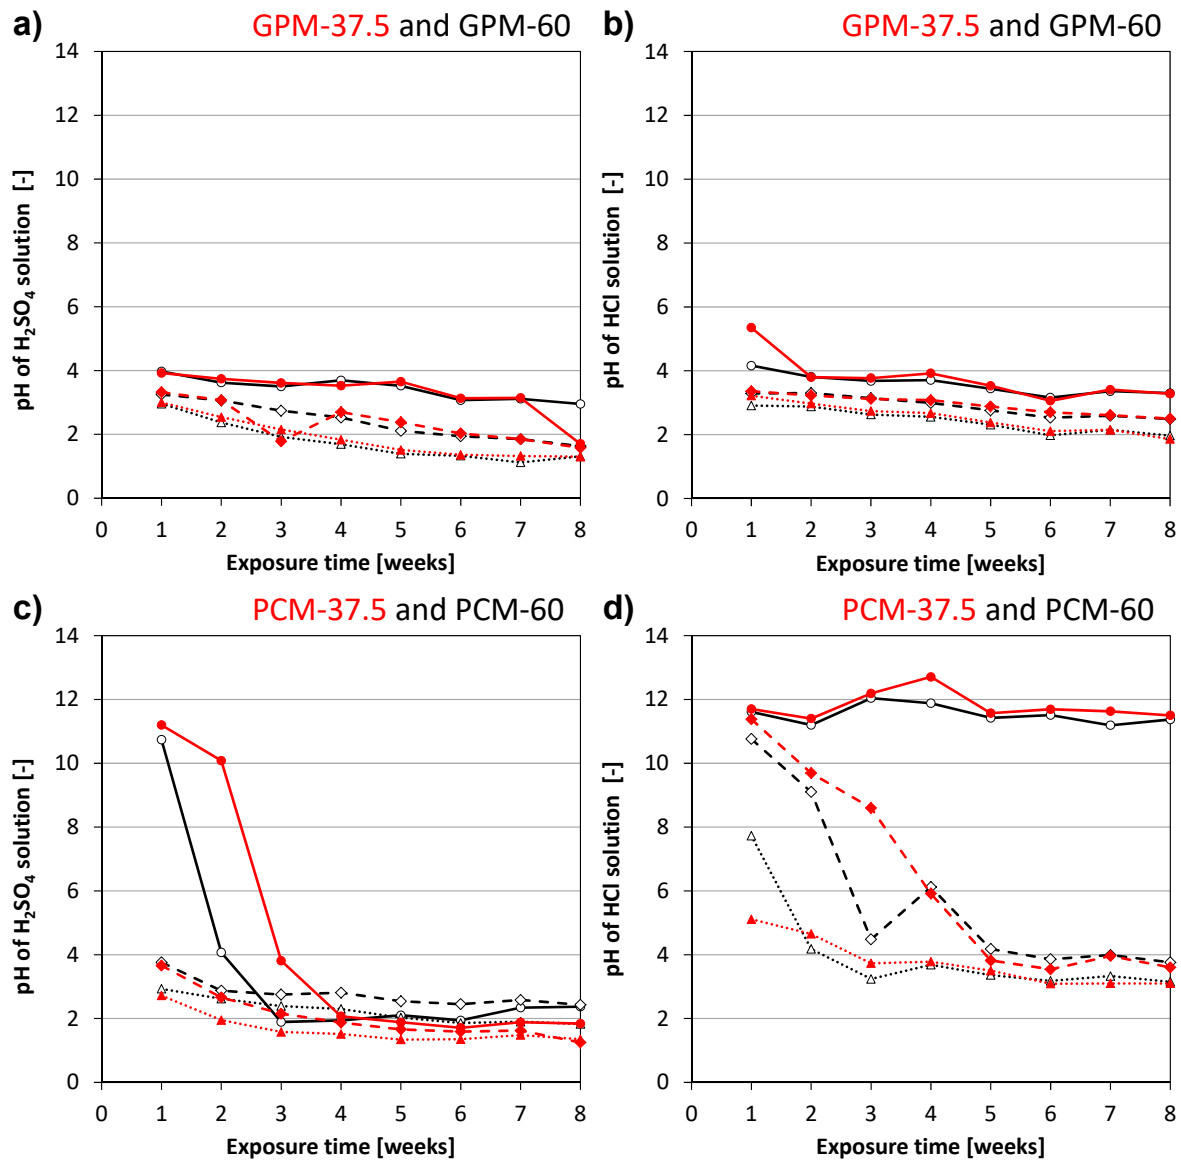 a) GPM-37.5 and GPM-60
14
12
10
8
6
4
2
0
pH of H₂SO₄ solution [-]
0 1 2 3 4 5 6 7 8
Exposure time [weeks]
b) GPM-37.5 and GPM-60
14
12
10
8
6
4
2
0
pH of HCl solution [-]
0 1 2 3 4 5 6 7 8
Exposure time [weeks]
c) PCM-37.5 and PCM-60
14
12
10
8
6
4
2
0
pH of H₂SO₄ solution [-]
0 1 2 3 4 5 6 7 8
Exposure time [weeks]
d) PCM-37.5 and PCM-60
14
12
10
8
6
4
2
0
pH of HCl solution [-]
0 1 2 3 4 5 6 7 8
Exposure time [weeks]